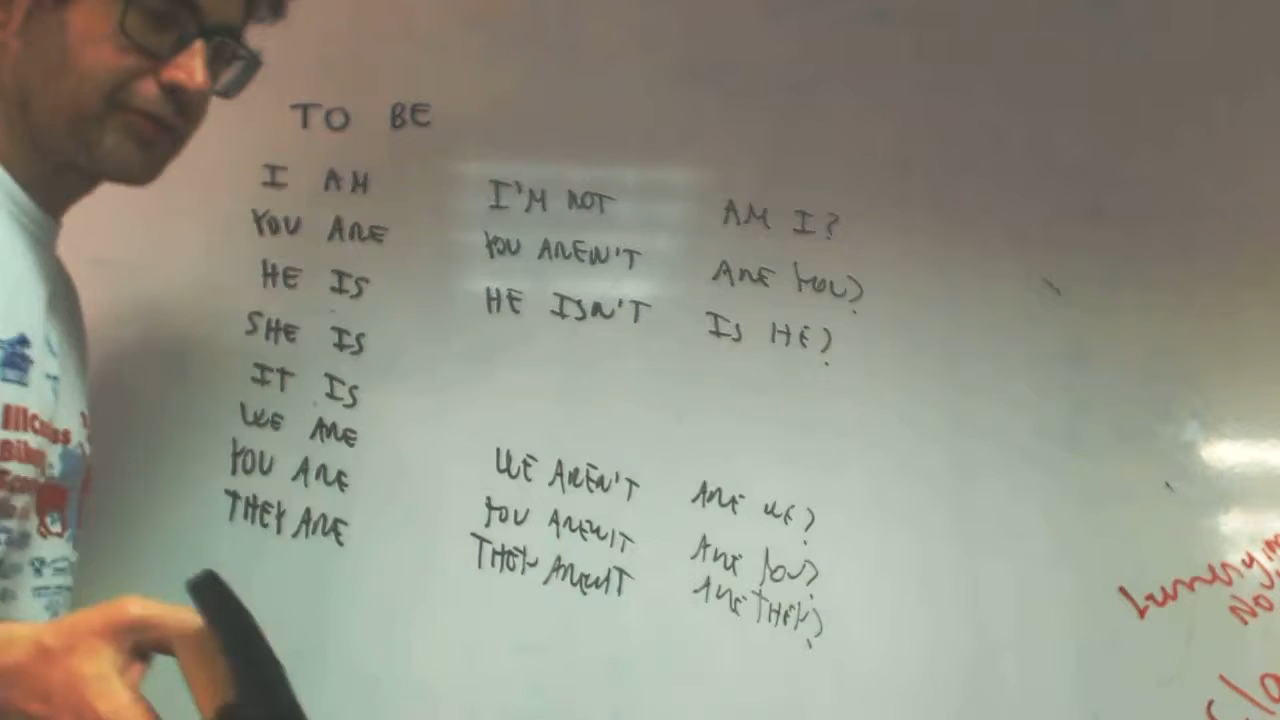 TO BE
I AM I'M NOT AM I?
YOU ARE YOU AREN'T ARE YOU?
HE IS HE ISN'T IS HE?
SHE IS
IT IS
WE ARE WE AREN'T ARE WE?
YOU ARE YOU AREN'T ARE YOU?
THEY ARE THEY AREN'T ARE THEY?
No